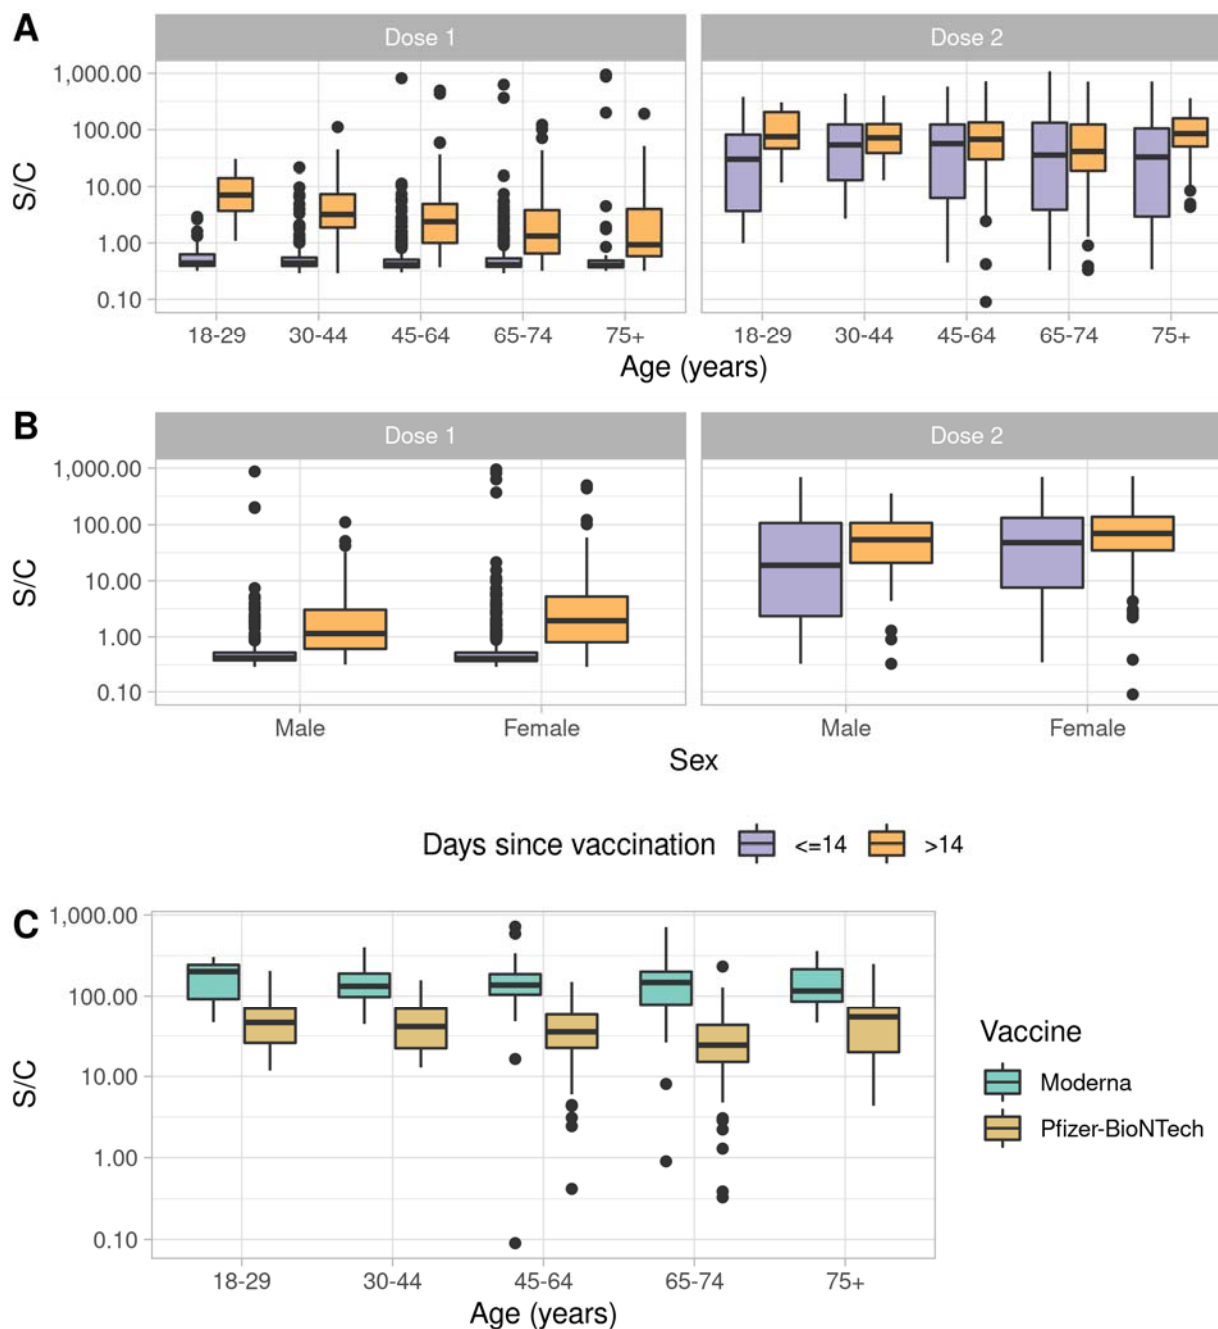 A
Dose 1
Dose 2
S/C
1,000.00
100.00
10.00
1.00
0.10
18-29 30-44 45-64 65-74 75+
18-29 30-44 45-64 65-74 75+
Age (years)
B
Dose 1
Dose 2
S/C
1,000.00
100.00
10.00
1.00
0.10
Male Female
Male Female
Sex
Days since vaccination <=14 >14
C
S/C
1,000.00
100.00
10.00
1.00
0.10
18-29 30-44 45-64 65-74 75+
Age (years)
Vaccine
Moderna
Pfizer-BioNTech